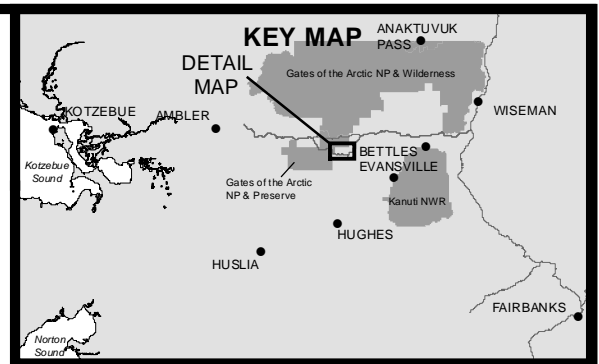 KEY MAP
ANAKTUVUK
PASS
DETAIL
MAP
Gates of the Arctic NP & Wilderness
KOTZEBUE
AMBLER
WISEMAN
Kotzebue
Sound
BETTLES
EVANSVILLE
Gates of the Arctic
NP & Preserve
Kanuti NWR
HUGHES
HUSLIA
FAIRBANKS
Norton
Sound